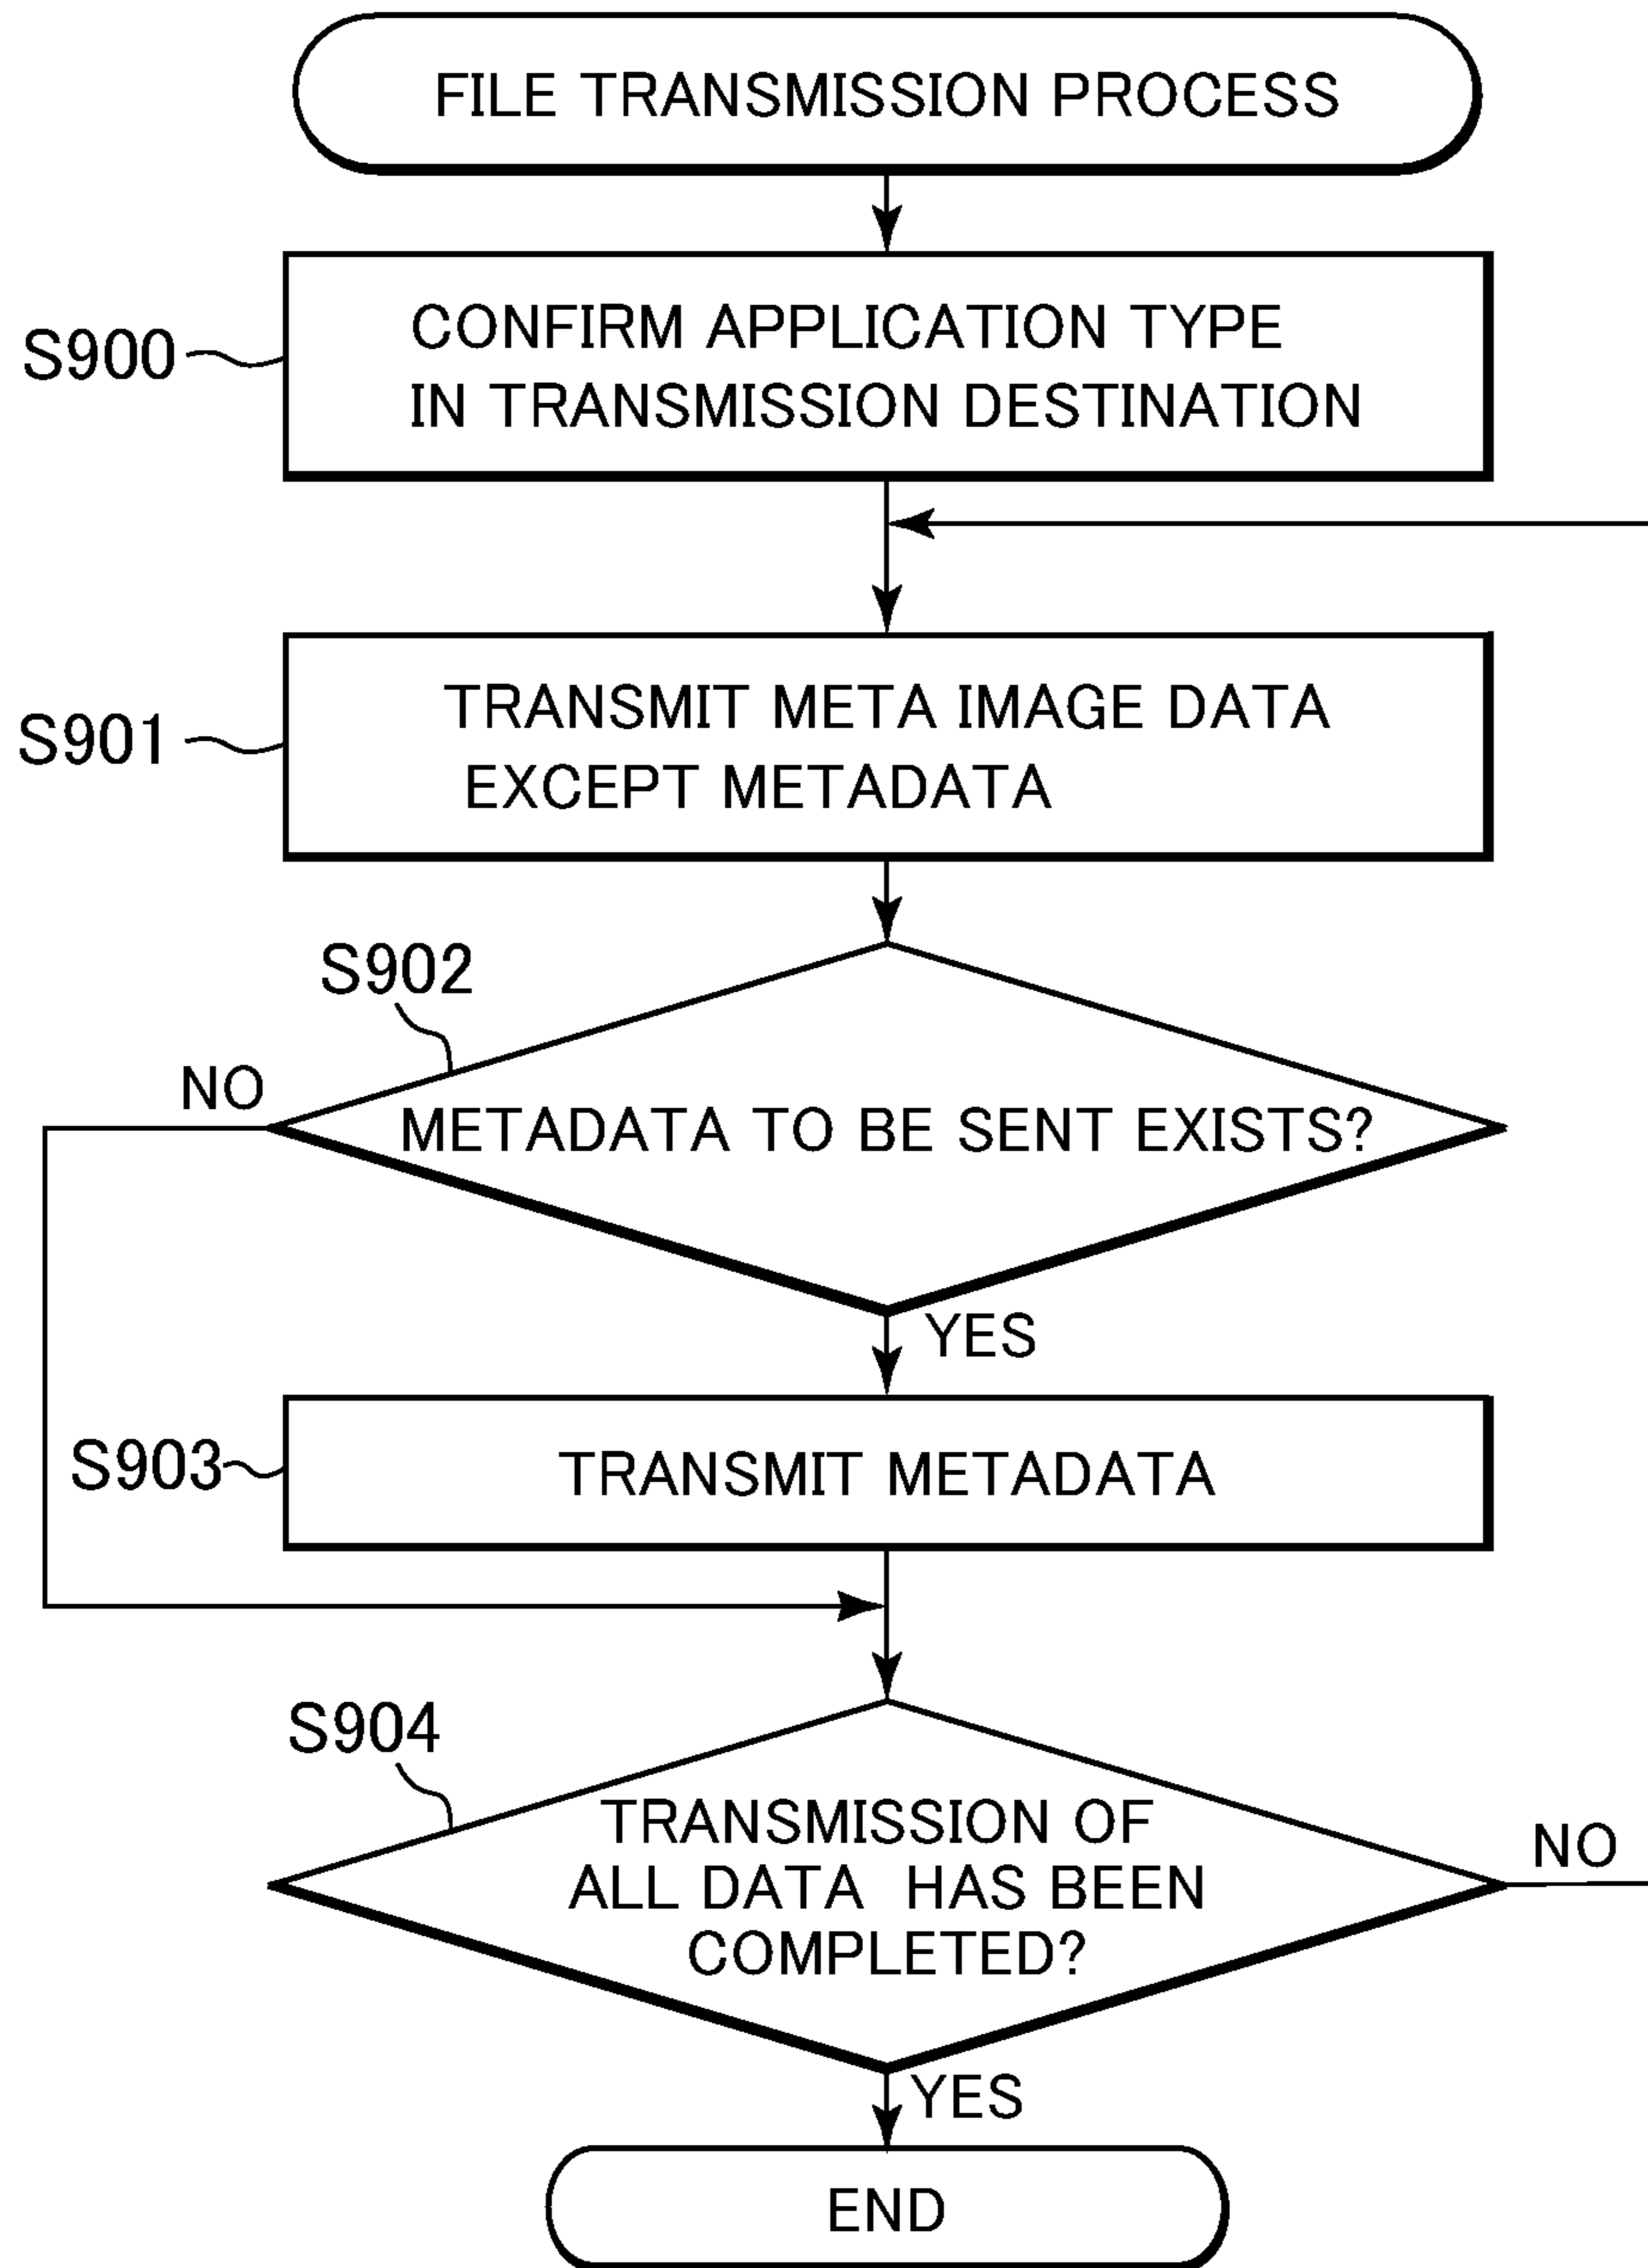 FILE TRANSMISSION PROCESS
S900
CONFIRM APPLICATION TYPE
IN TRANSMISSION DESTINATION
S901
TRANSMIT META IMAGE DATA
EXCEPT METADATA
S902
NO
METADATA TO BE SENT EXISTS?
YES
S903
TRANSMIT METADATA
S904
TRANSMISSION OF
ALL DATA HAS BEEN
COMPLETED?
NO
YES
END